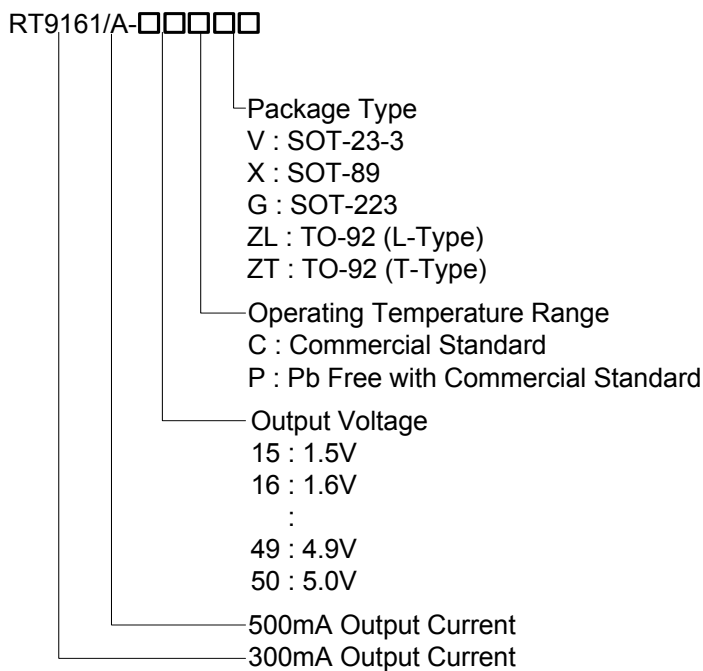 RT9161/A-□□□□□
Package Type
V : SOT-23-3
X : SOT-89
G : SOT-223
ZL : TO-92 (L-Type)
ZT : TO-92 (T-Type)
Operating Temperature Range
C : Commercial Standard
P : Pb Free with Commercial Standard
Output Voltage
15 : 1.5V
16 : 1.6V
:
49 : 4.9V
50 : 5.0V
500mA Output Current
300mA Output Current